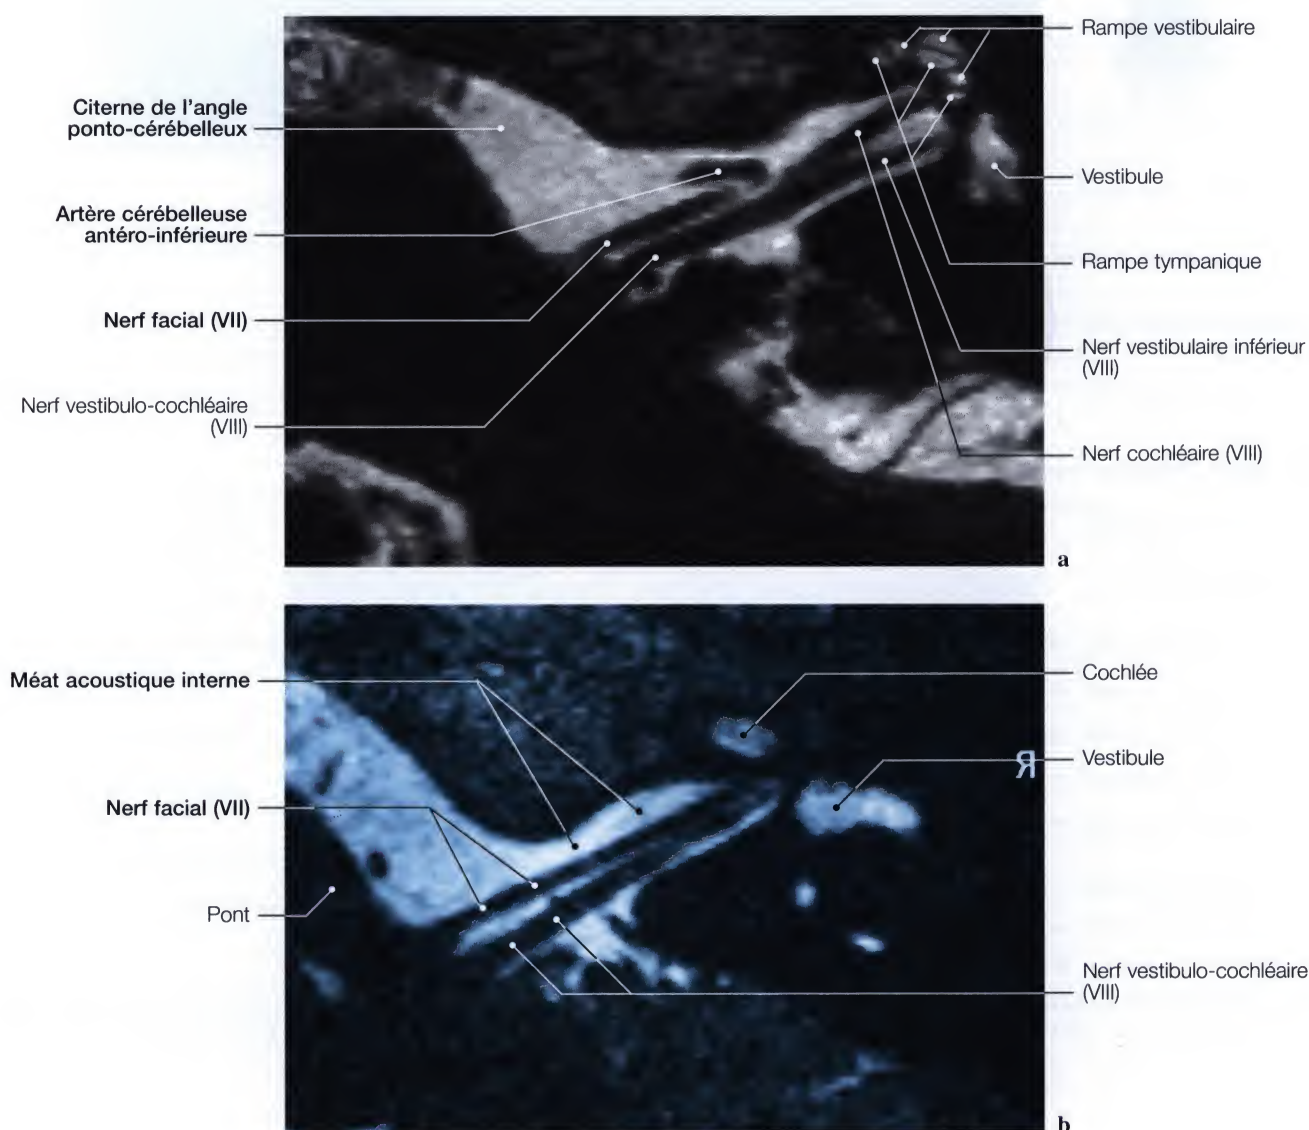 Rampe vestibulaire
Citerne de l'angle
ponto-cérébelleux
Vestibule
Artère cérébelleuse
antéro-inférieure
Rampe tympanique
Nerf facial (VII)
Nerf vestibulaire inférieur
(VIII)
Nerf vestibulo-cochléaire
(VIII)
Nerf cochléaire (VIII)
a
Méat acoustique interne
Cochlée
Vestibule
R
Nerf facial (VII)
Pont
Nerf vestibulo-cochléaire
(VIII)
b